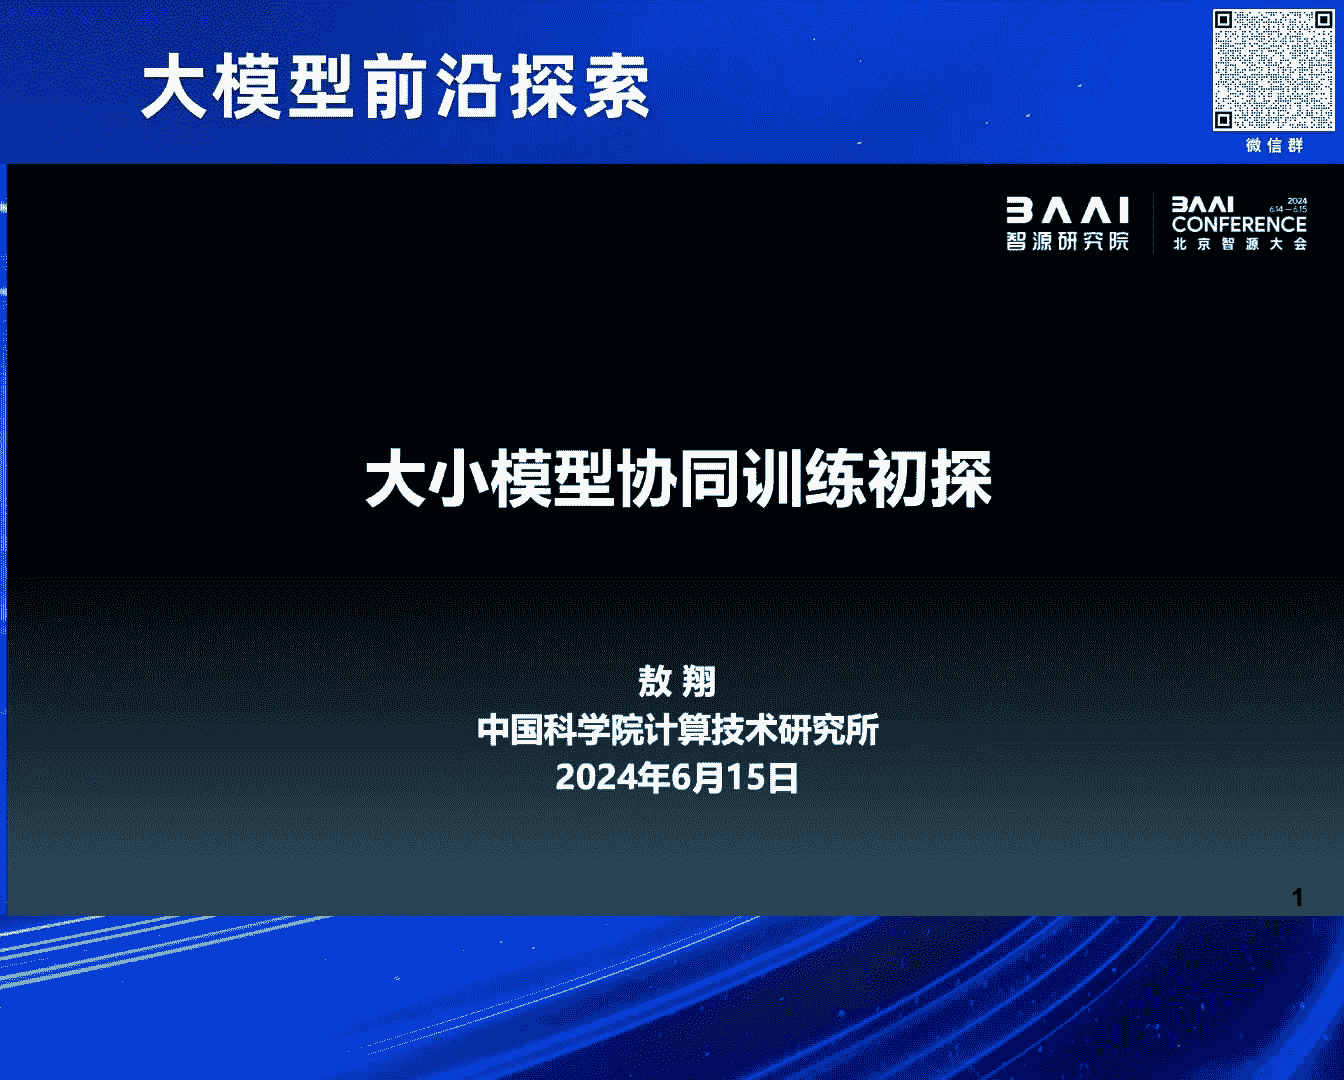 大模型前沿探索
微信群
BAAI
智源研究院
BAAI
2024
6.14 – 6.15
CONFERENCE
北京智源大会
大小模型协同训练初探
敖 翔
中国科学院计算技术研究所
2024年6月15日
1